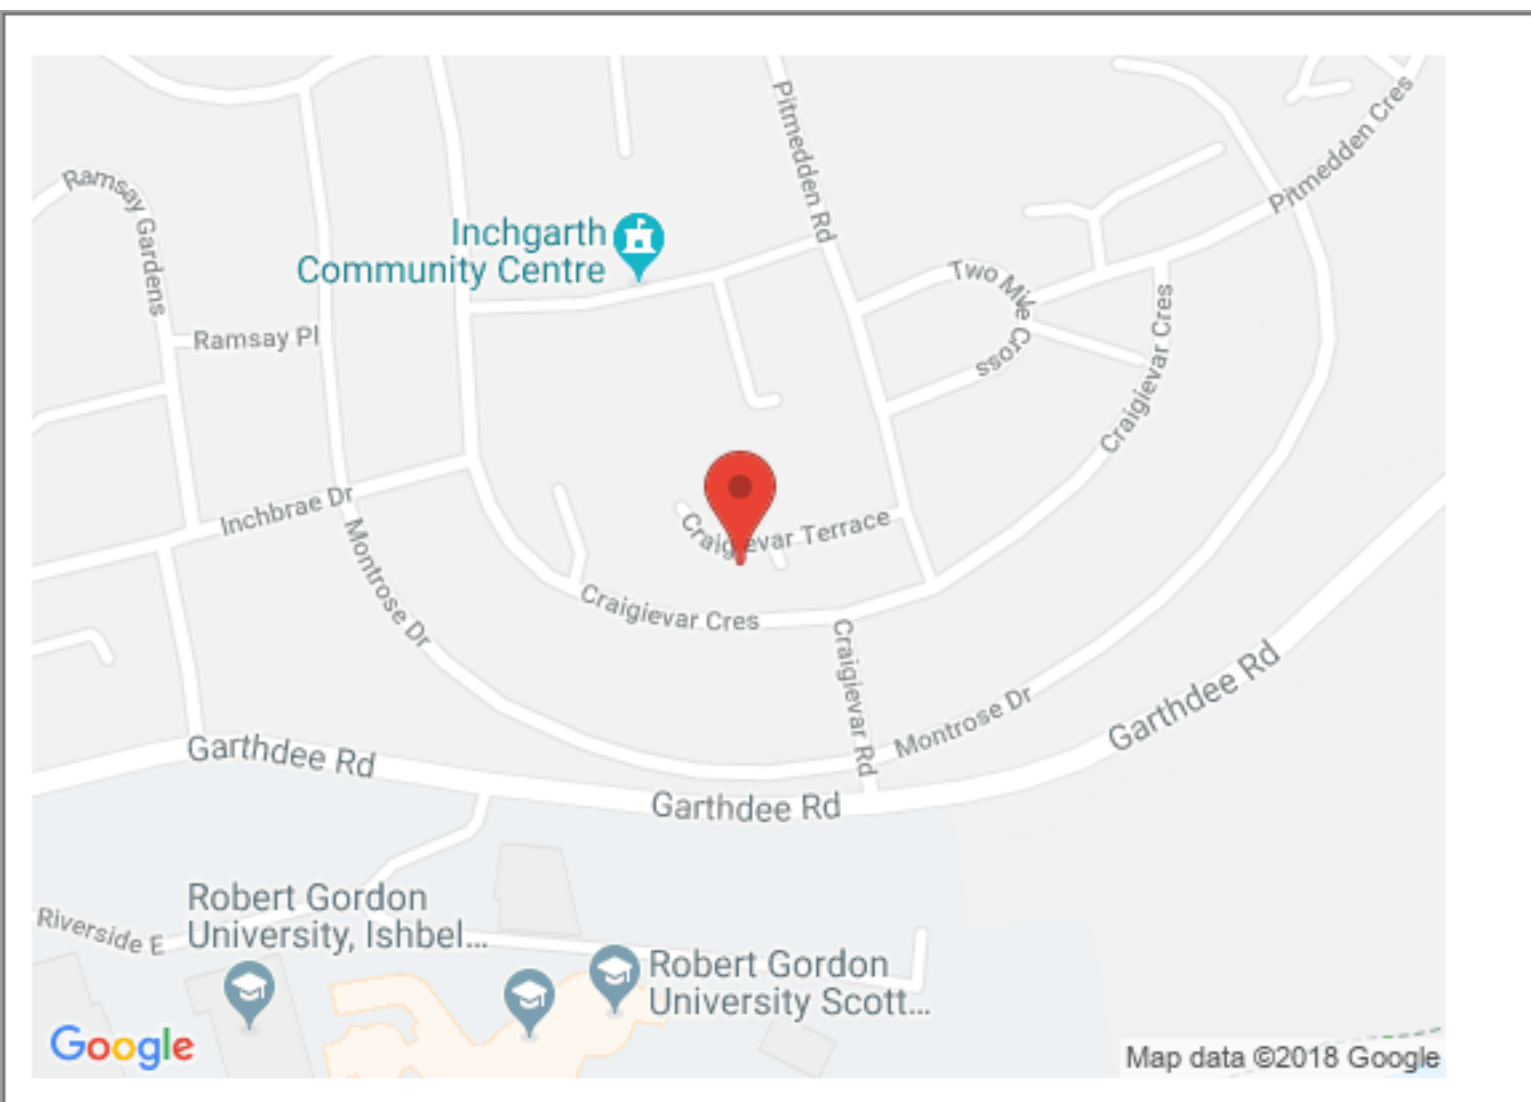 Pitmedden Rd
Pitmedden Cres
Ramsay Gardens
Inchgarth
Community Centre
Two Mile Cross
Ramsay Pl
Craigievar Cres
Inchbrae Dr
Craigievar Terrace
Montrose Dr
Craigievar Cres
Craigievar Rd
Montrose Dr
Garthdee Rd
Garthdee Rd
Garthdee Rd
Robert Gordon
University, Ishbel...
Riverside E
Robert Gordon
University Scott...
Google
Map data ©2018 Google